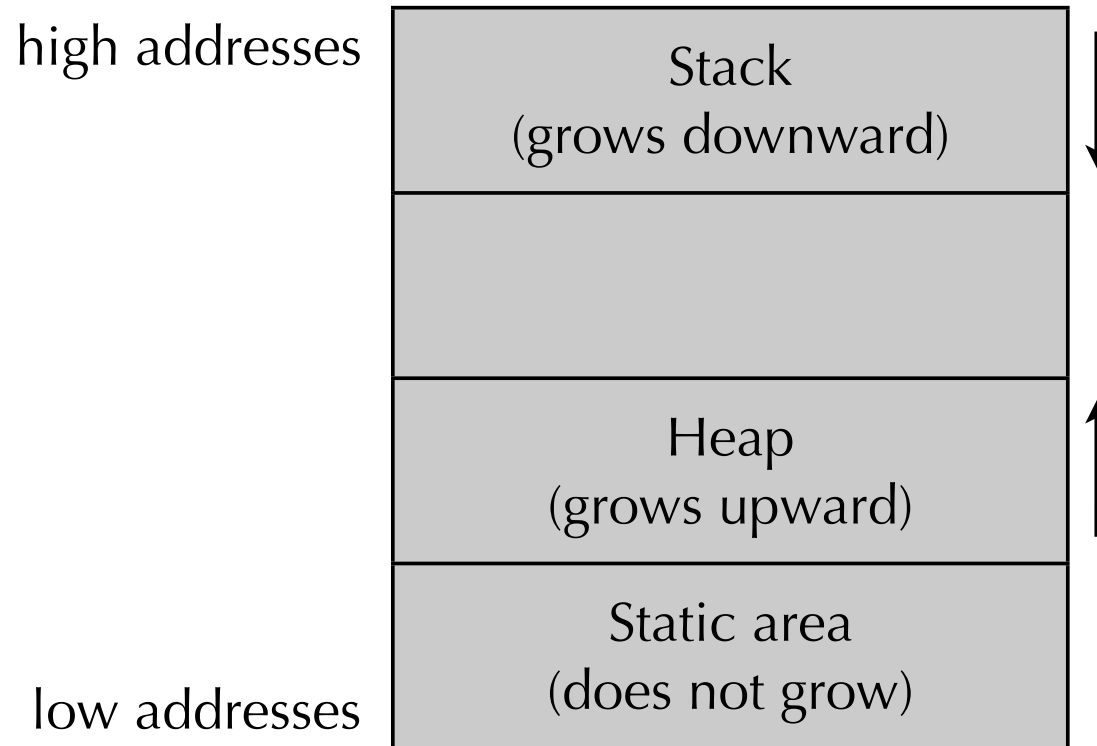 high addresses
Stack
(grows downward)
Heap
(grows upward)
Static area
(does not grow)
low addresses